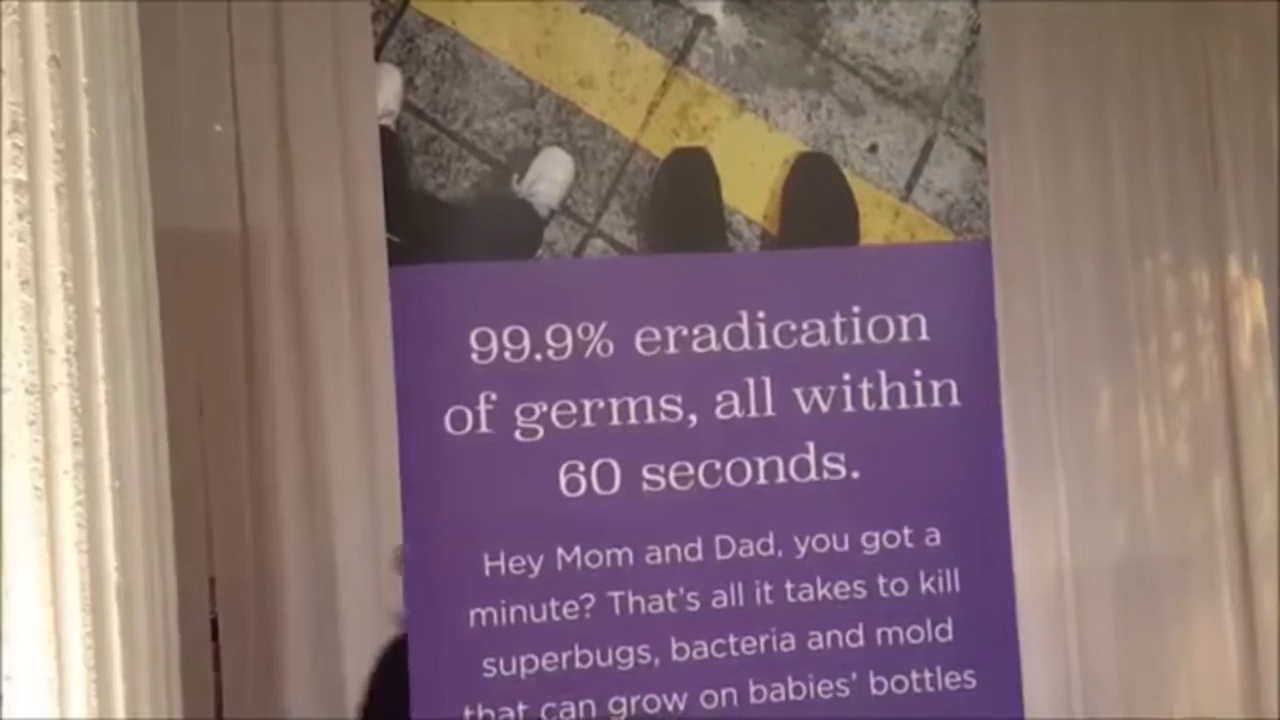 99.9% eradication
of germs, all within
60 seconds.
Hey Mom and Dad, you got a
minute? That's all it takes to kill
superbugs, bacteria and mold
that can grow on babies' bottles